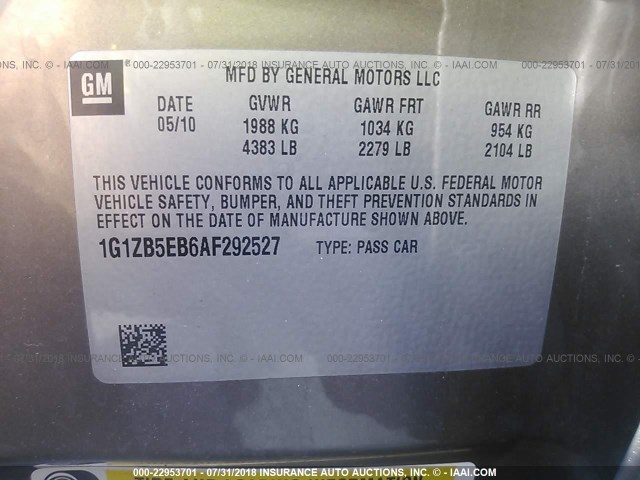 000-22953701 - 07/31/2018 INSURANCE AUTO AUCTIONS, INC. - © IAAI.COM
GM
MFD BY GENERAL MOTORS LLC
DATE GVWR GAWR FRT GAWR RR
05/10 1988 KG 1034 KG 954 KG
4383 LB 2279 LB 2104 LB
THIS VEHICLE CONFORMS TO ALL APPLICABLE U.S. FEDERAL MOTOR
VEHICLE SAFETY, BUMPER, AND THEFT PREVENTION STANDARDS IN
EFFECT ON THE DATE OF MANUFACTURE SHOWN ABOVE.
1G1ZB5EB6AF292527 TYPE: PASS CAR
000-22953701 - 07/31/2018 INSURANCE AUTO AUCTIONS, INC. - © IAAI.COM
000-22953701 - 07/31/2018 INSURANCE AUTO AUCTIONS, INC. - © IAAI.COM